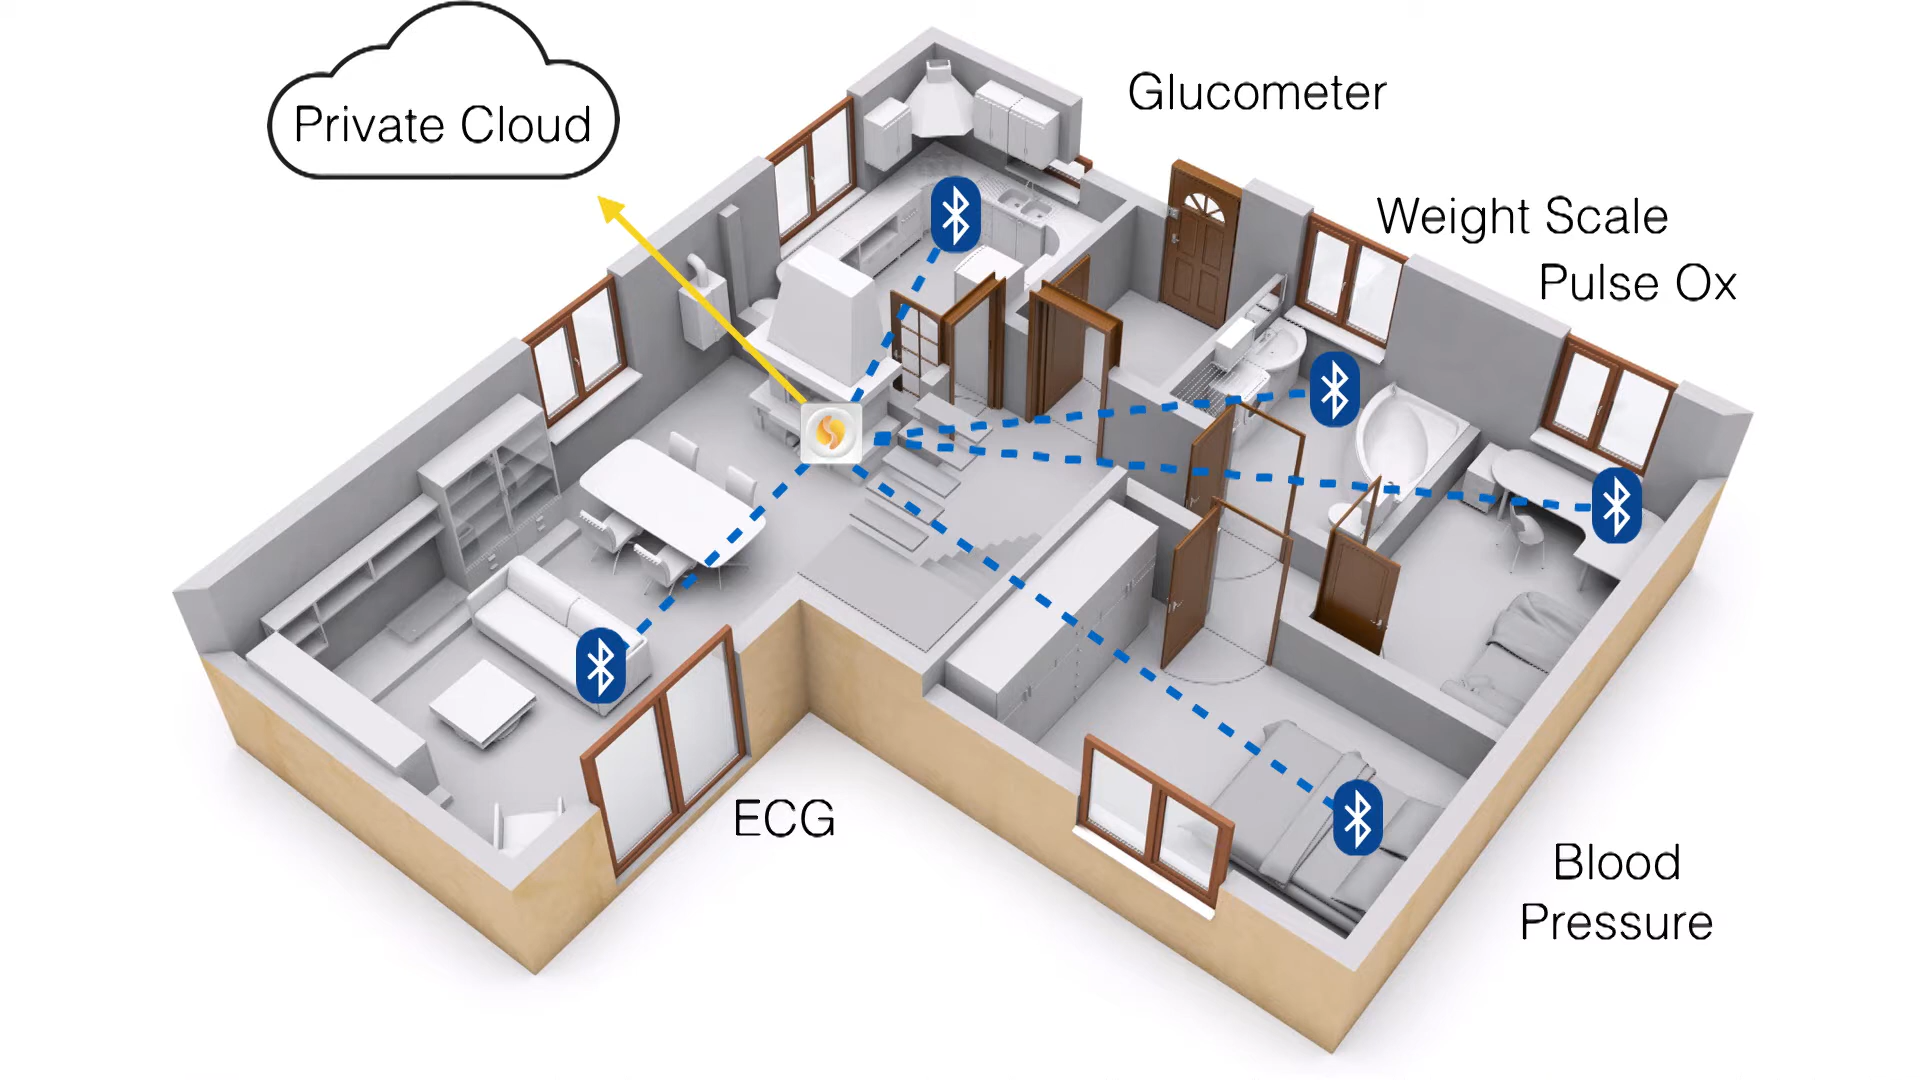 Private Cloud
Glucometer
Weight Scale
Pulse Ox
ECG
Blood
Pressure